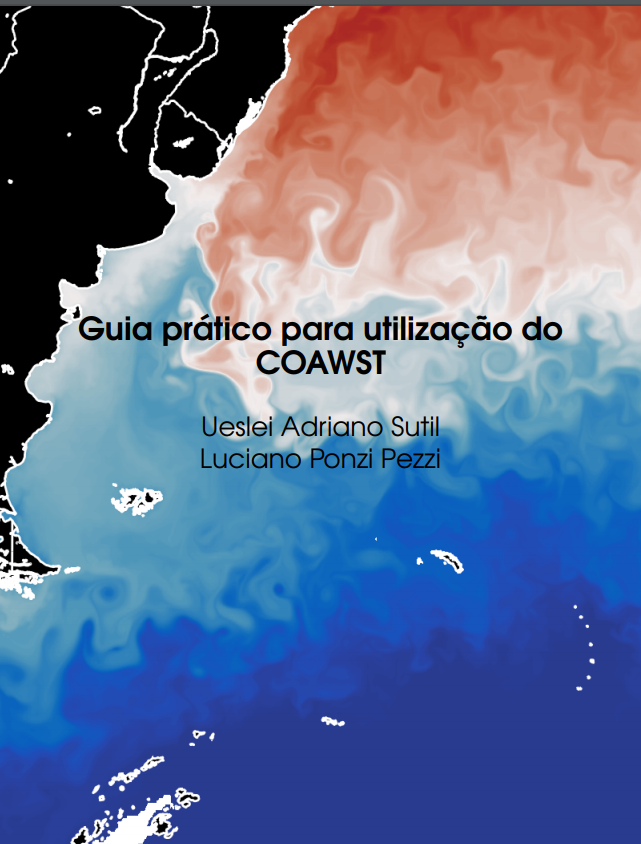 Guia prático para utilização do
COAWST
Ueslei Adriano Sutil
Luciano Ponzi Pezzi